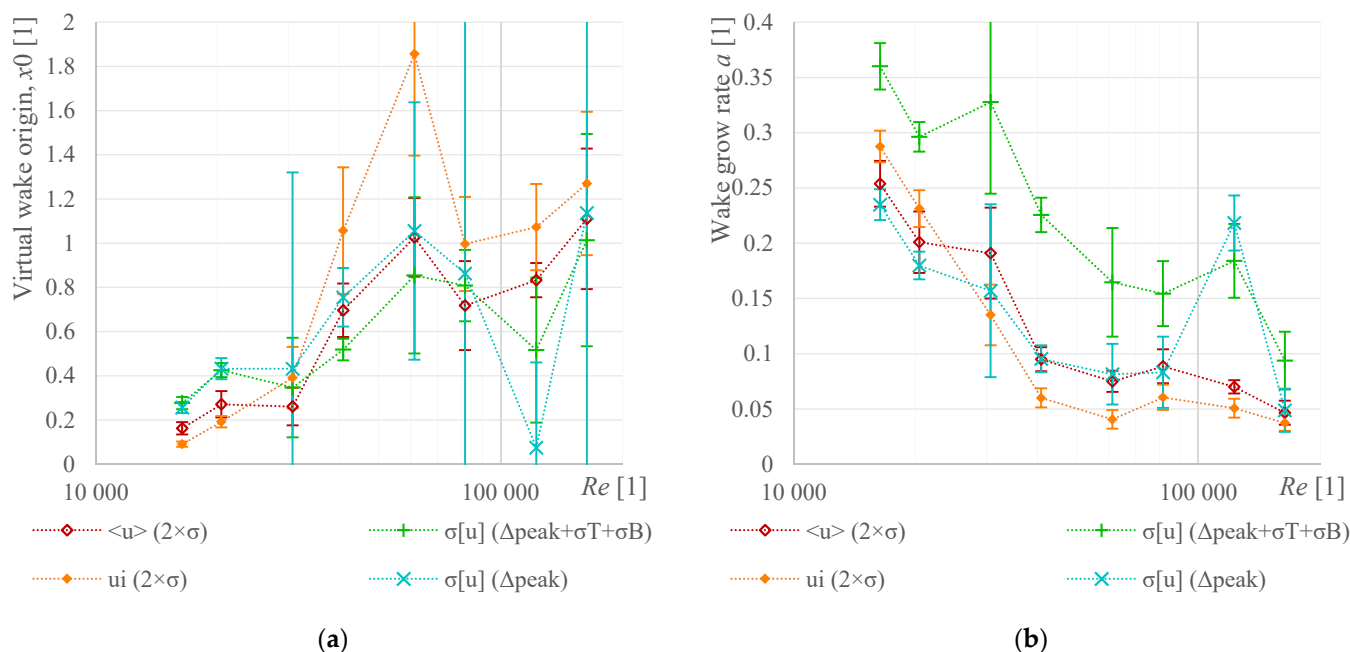 Virtual wake origin, x0 [1]
2
1.8
1.6
1.4
1.2
1
0.8
0.6
0.4
0.2
0
10 000
100 000
Re [1]
<u> (2×σ)
σ[u] (Δpeak+σT+σB)
ui (2×σ)
σ[u] (Δpeak)
(a)
Wake grow rate a [1]
0.4
0.35
0.3
0.25
0.2
0.15
0.1
0.05
0
10 000
100 000
Re [1]
<u> (2×σ)
σ[u] (Δpeak+σT+σB)
ui (2×σ)
σ[u] (Δpeak)
(b)